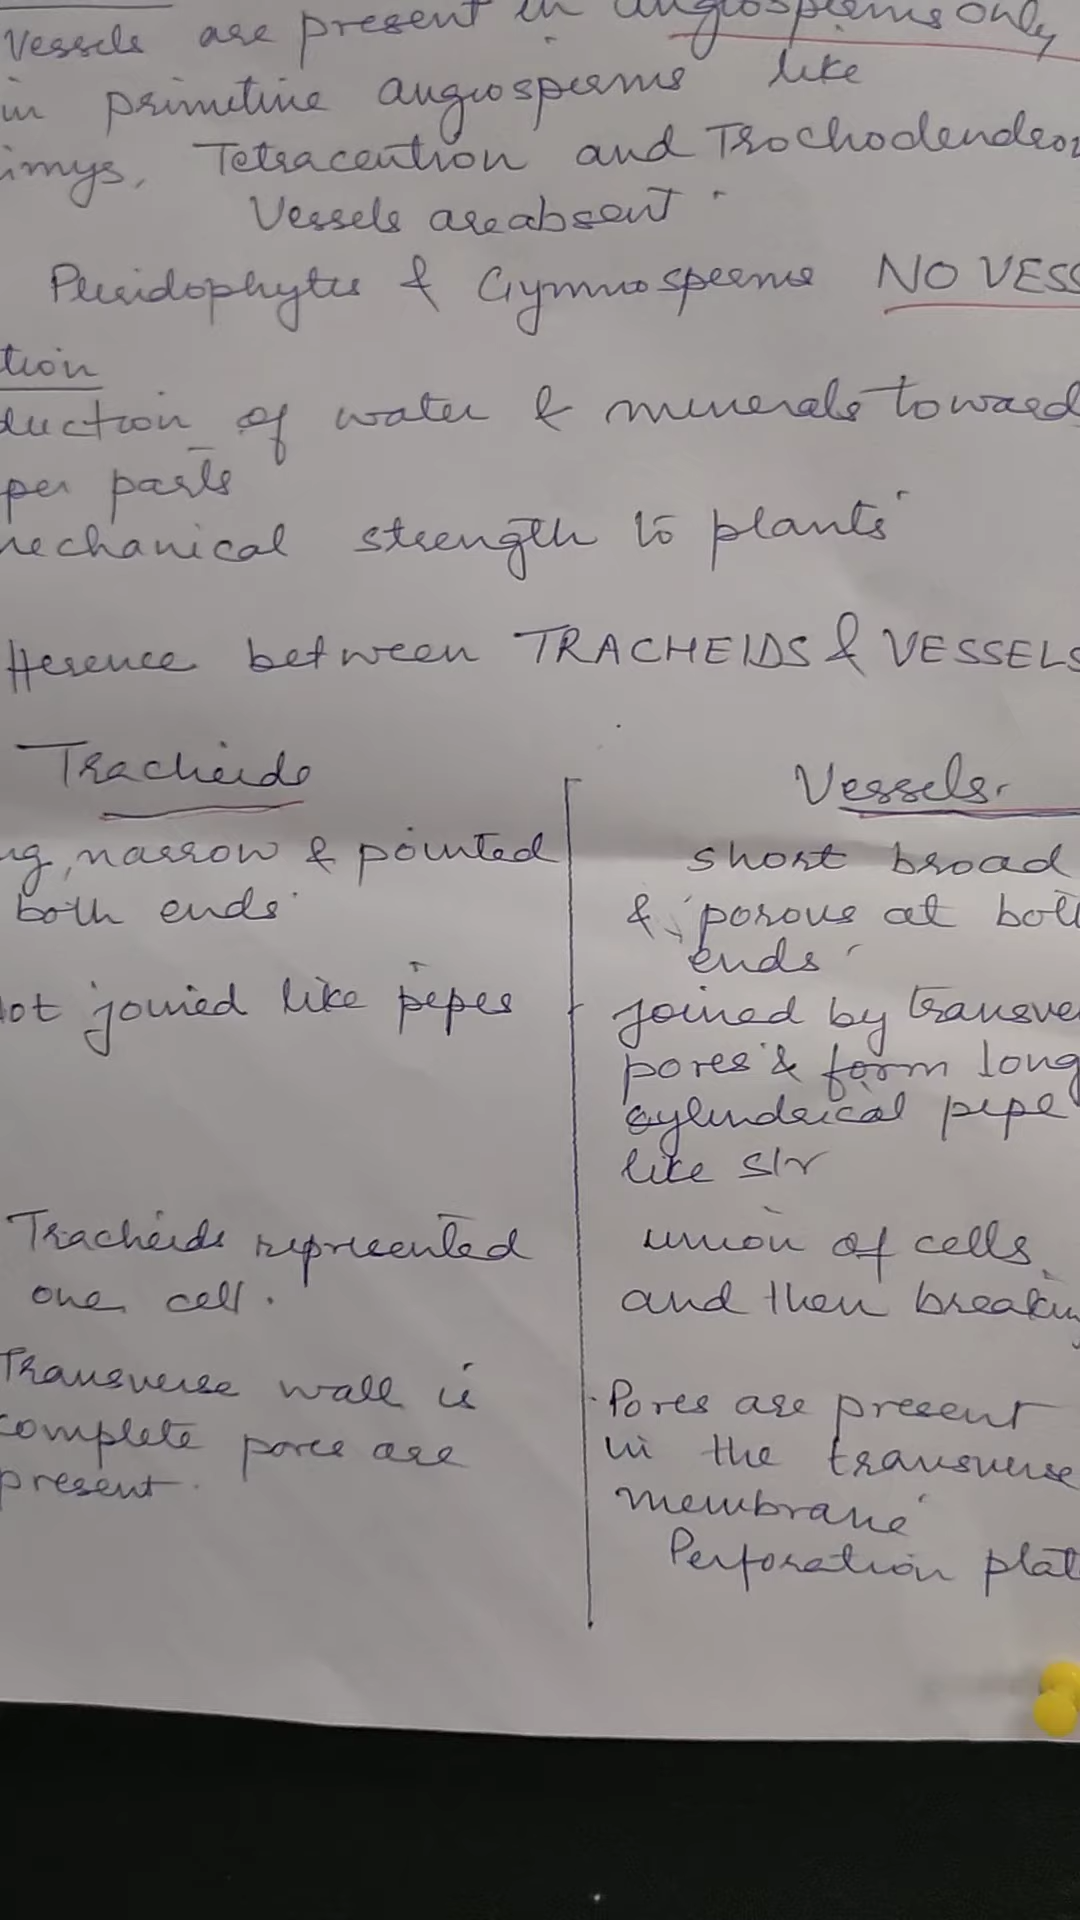 Vessels are present in angiosperms only
in primitive angiosperms like
imys, Tetracention and Trochodendron
Vessels are absent
Pteridophytes & Gymnosperms NO VESS
tion
duction of water & minerals toward
per parts
mechanical strength to plants
fference between TRACHEIDS & VESSELS
Tracheids
ng, narrow & pointed
both ends
Not joined like pipes
Tracheids represented
one cell.
Transverse wall is
complete pores are
present.
Vessels.
short broad
& porous at both
ends
joined by transve
pores & form long
cylindrical pipe
like str
union of cells
and then breakin
Pores are present
in the transverse
membrane
Perforation plat